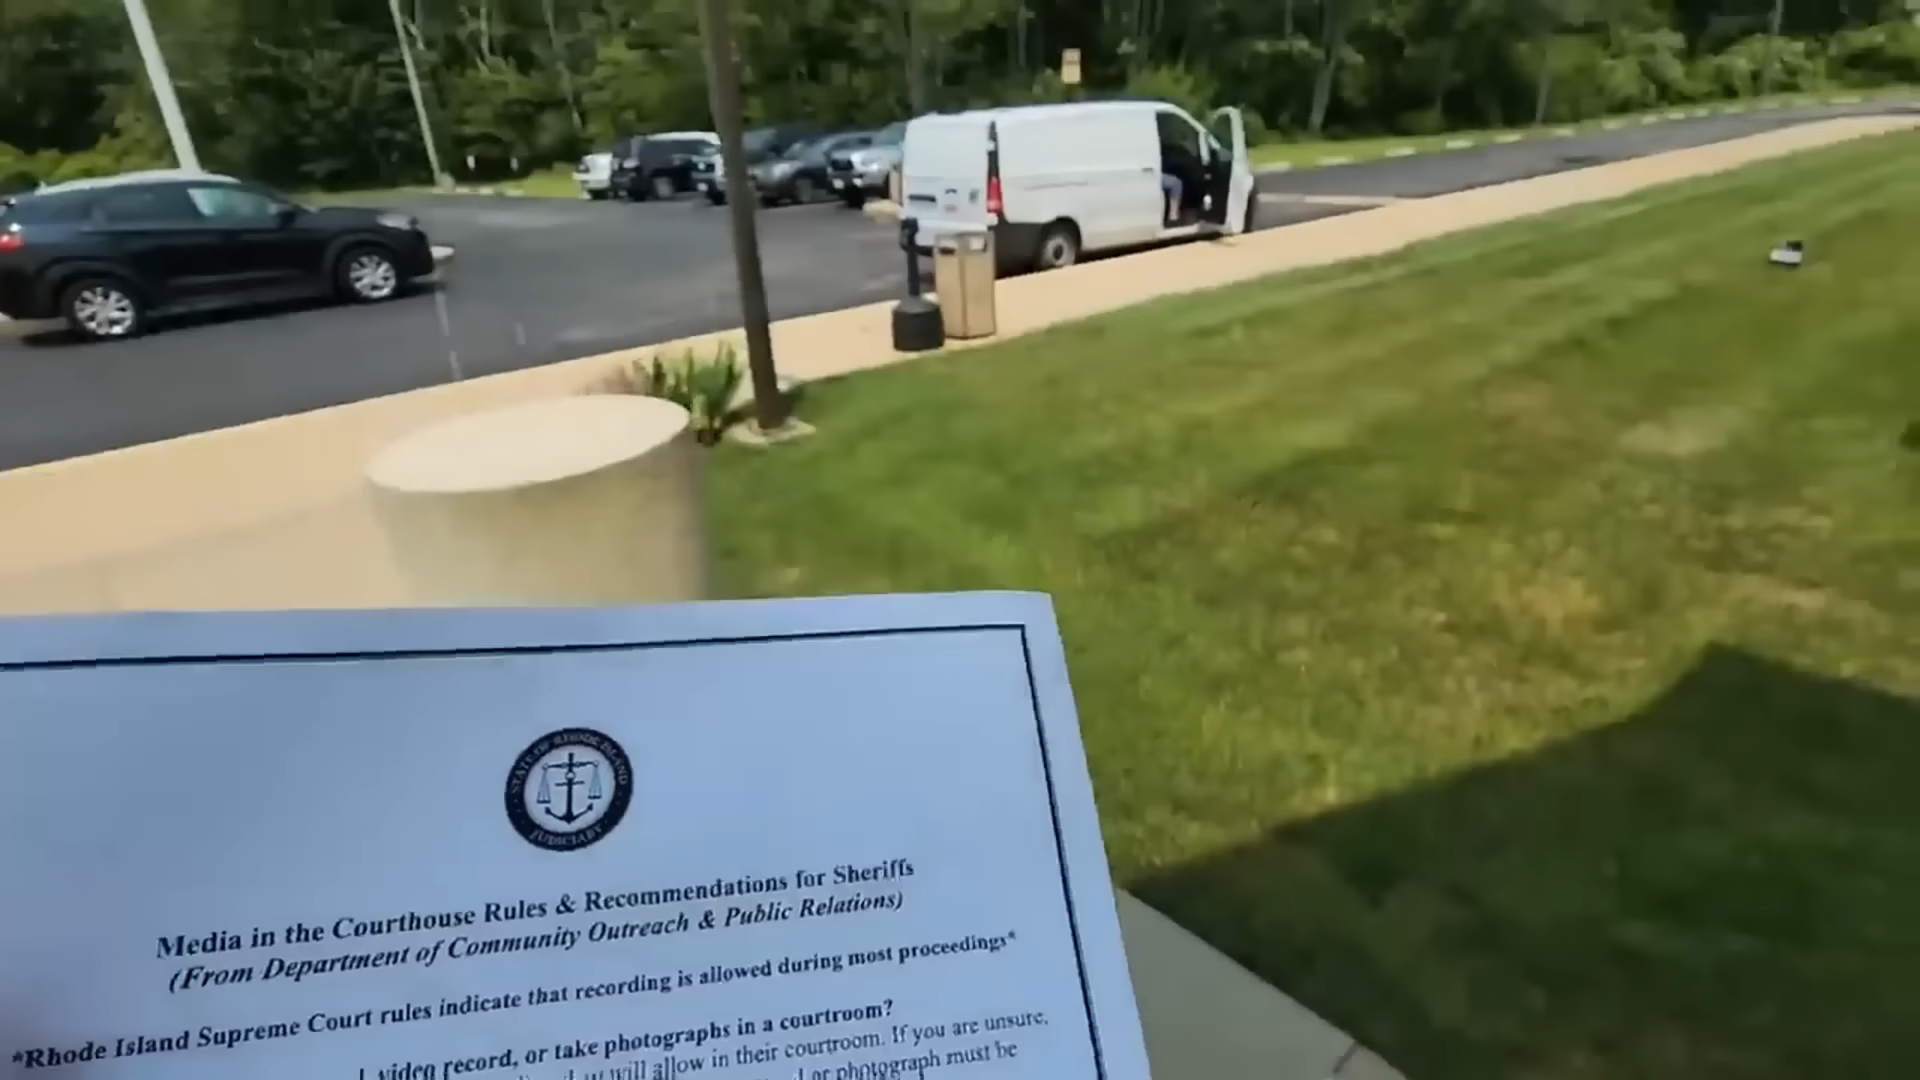 STATE OF RHODE ISLAND
JUDICIARY
Media in the Courthouse Rules & Recommendations for Sheriffs
(From Department of Community Outreach & Public Relations)
*Rhode Island Supreme Court rules indicate that recording is allowed during most proceedings*
video record, or take photographs in a courtroom?
will allow in their courtroom. If you are unsure,
or photograph must be